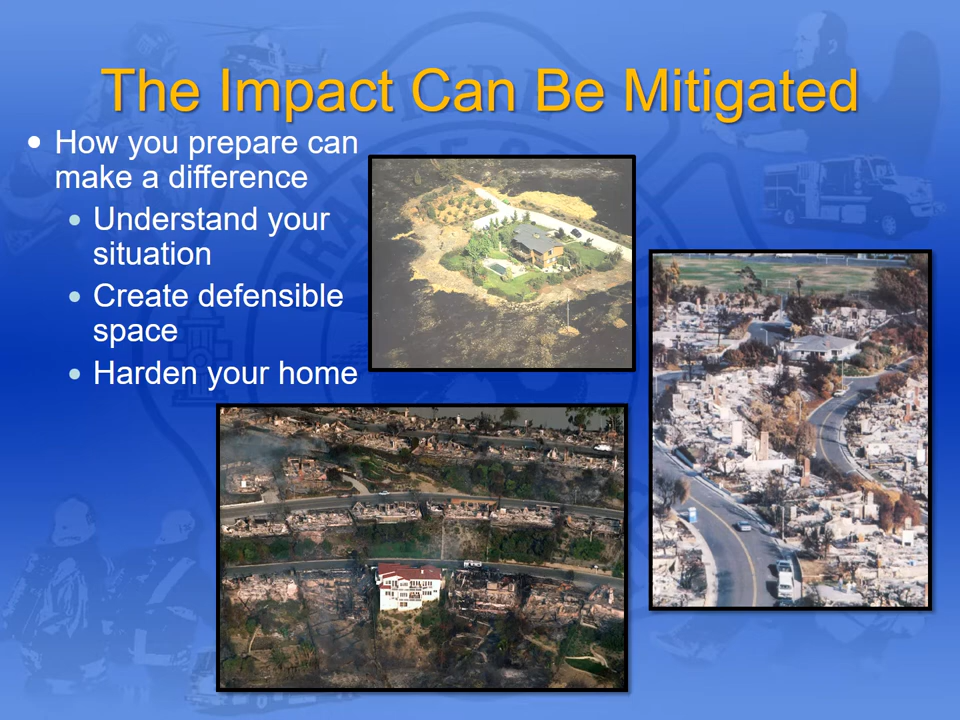 The Impact Can Be Mitigated
How you prepare can
make a difference
Understand your
situation
Create defensible
space
Harden your home